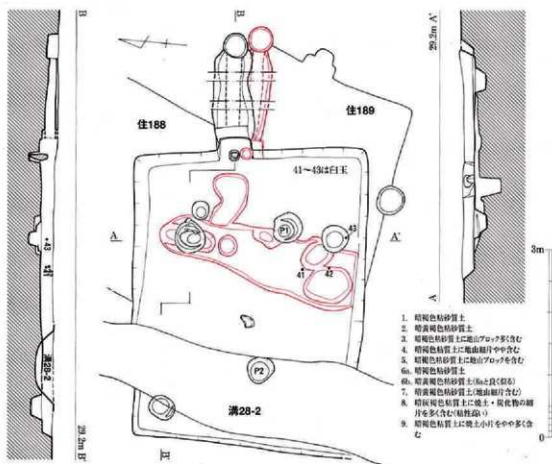 B
B
29.2m A'
住188
住189
41~43は臼玉
A
A'
P1
43
41
42
P2
溝28-2
B'
43
溝28-2
29.2m B'
A
3m
0
1. 暗褐色粘砂質土
2. 暗黄褐色粘砂質土
3. 暗褐色粘砂質土に地山ブロック多く含む
4. 暗褐色粘質土に地山細片やや含む
5. 暗褐色粘砂質土に地山ブロックを含む
6a. 暗褐色粘砂質土
6b. 暗黄褐色粘砂質土(6aと良く似る)
7. 暗黄褐色粘砂質土(地山細片含む)
8. 暗灰褐色粘質土に焼土・炭化物の細
片を多く含む(粘性高い)
9. 暗褐色粘質土に焼土小片をやや多く含
む